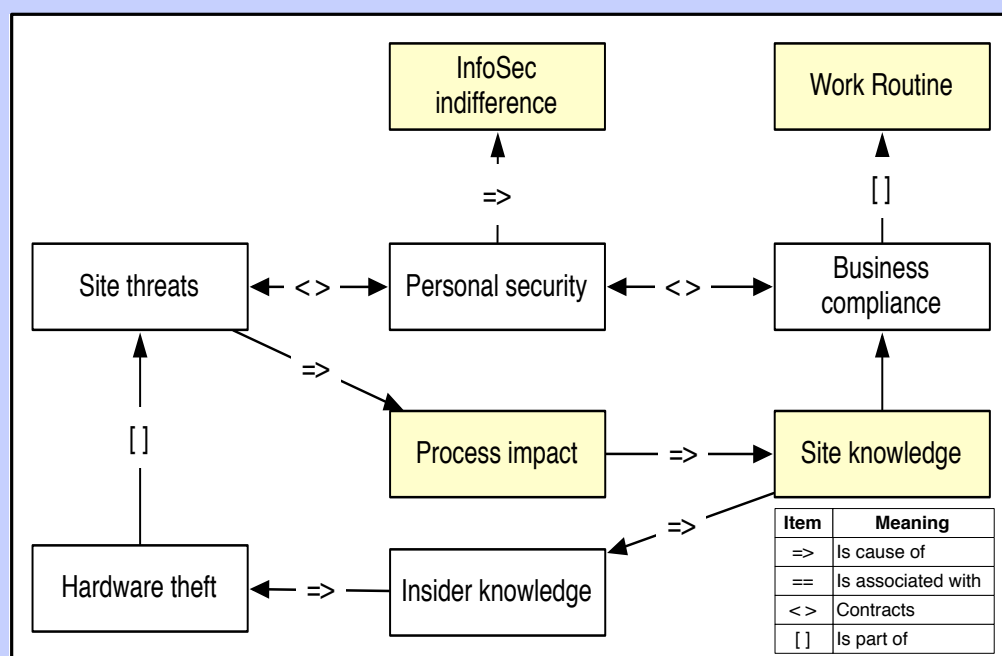 InfoSec
indifference
Work Routine
=>
[ ]
Site threats
< >
Personal security
< >
Business
compliance
=>
[ ]
Process impact
=>
Site knowledge
=>
Hardware theft
=>
Insider knowledge
Item Meaning
=> Is cause of
== Is associated with
< > Contracts
[ ] Is part of